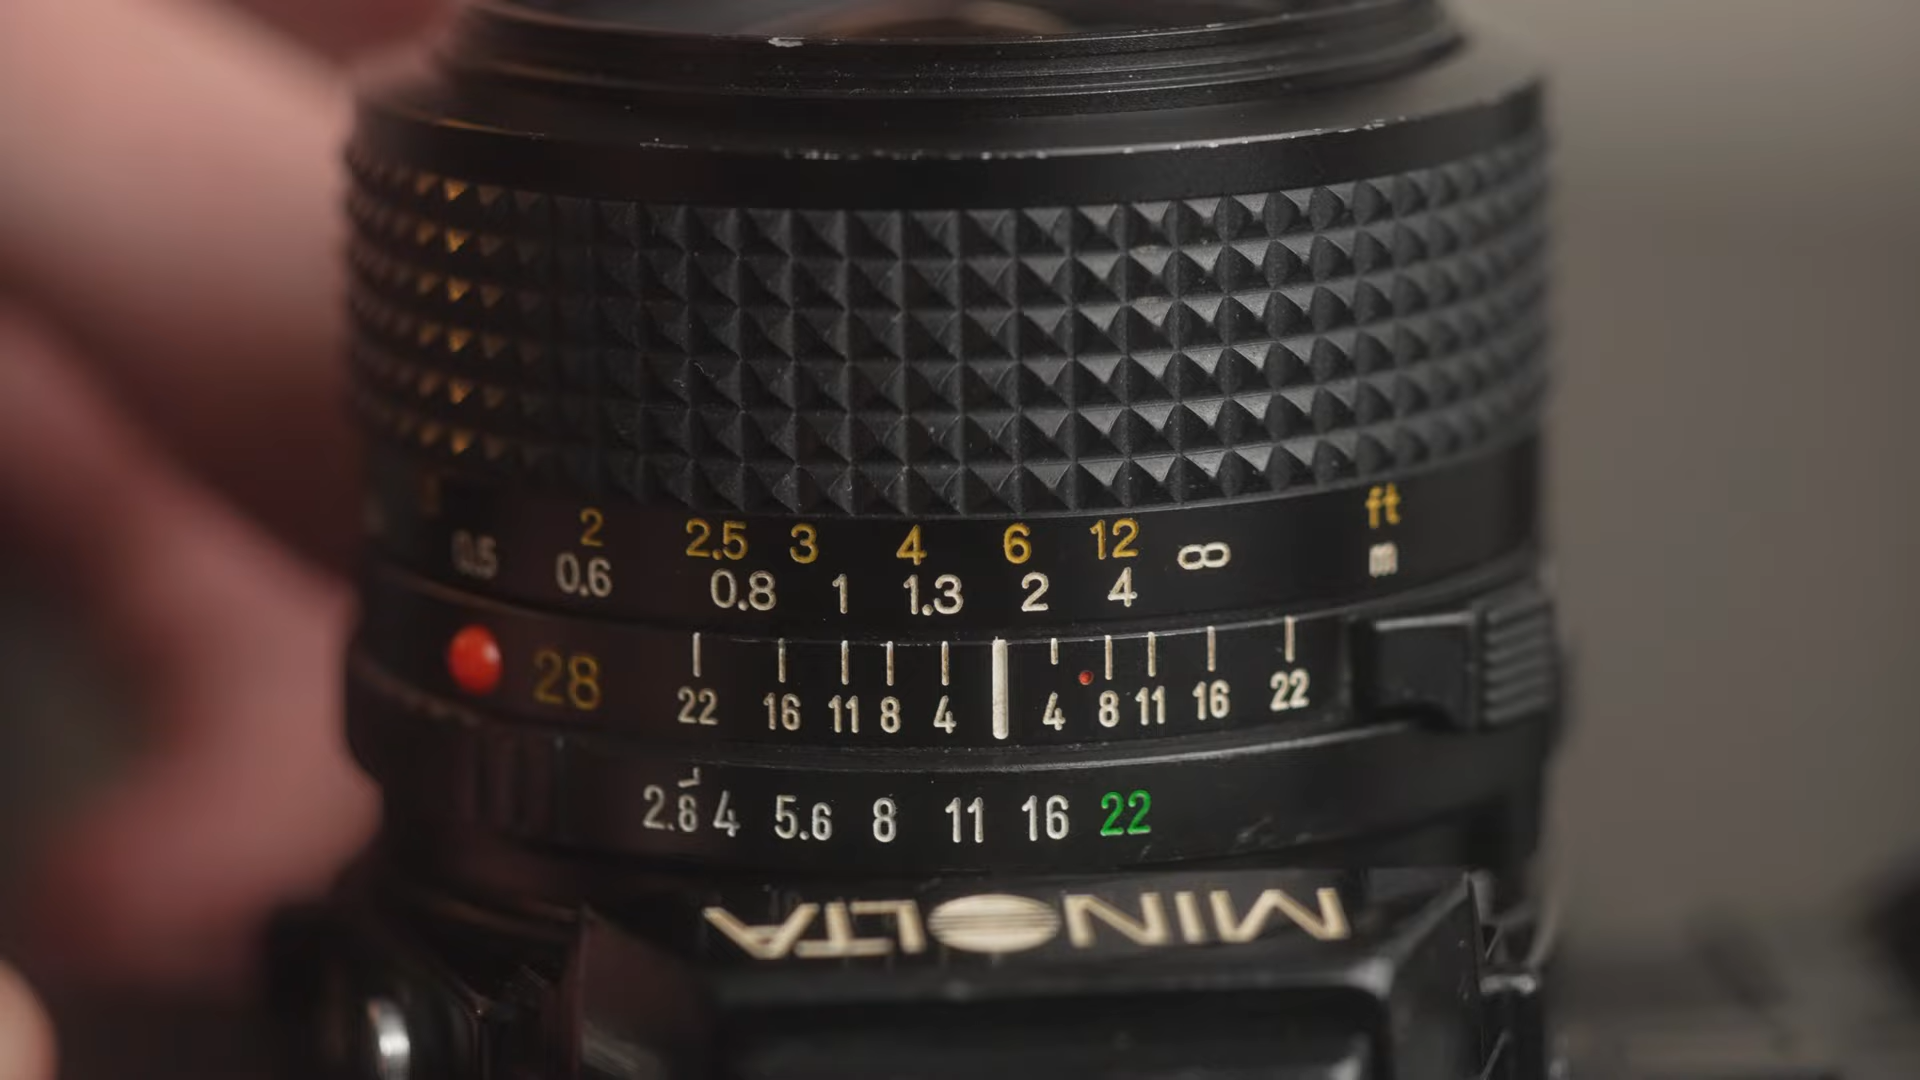 2 2.5 3 4 6 12 ∞ ft
0.5 0.6 0.8 1 1.3 2 4 m
28 22 16 11 8 4 4 8 11 16 22
2.8 4 5.6 8 11 16 22
MINOLTA